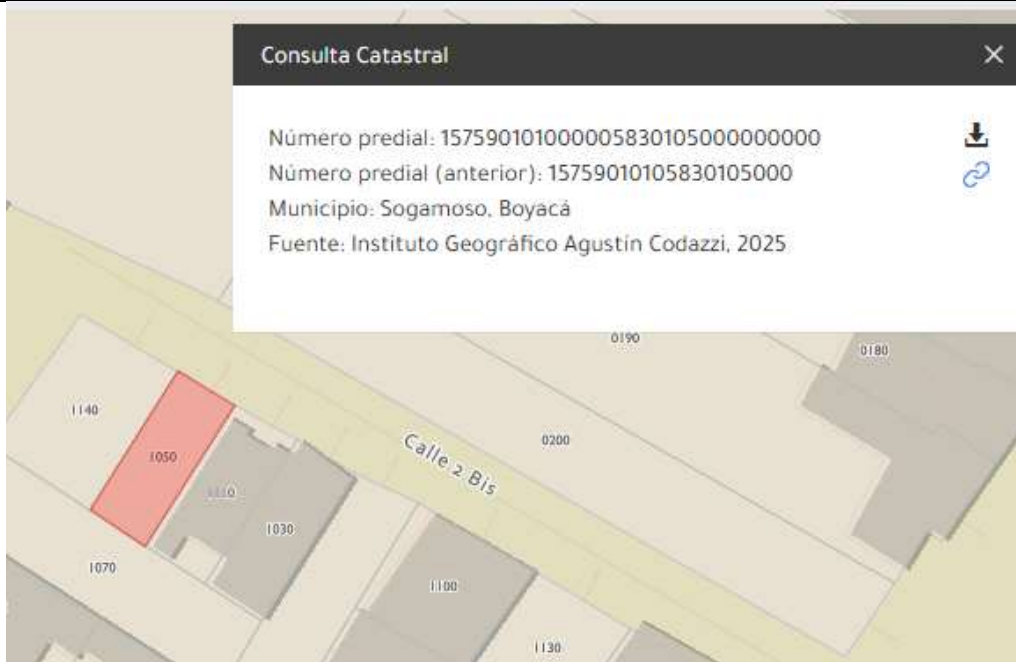 Consulta Catastral
Número predial: 157590101000005830105000000000
Número predial (anterior): 15759010105830105000
Municipio: Sogamoso, Boyacá
Fuente: Instituto Geográfico Agustín Codazzi, 2025
0190
0180
1140
0200
Calle 2 Bis
1050
1030
1070
1100
1130